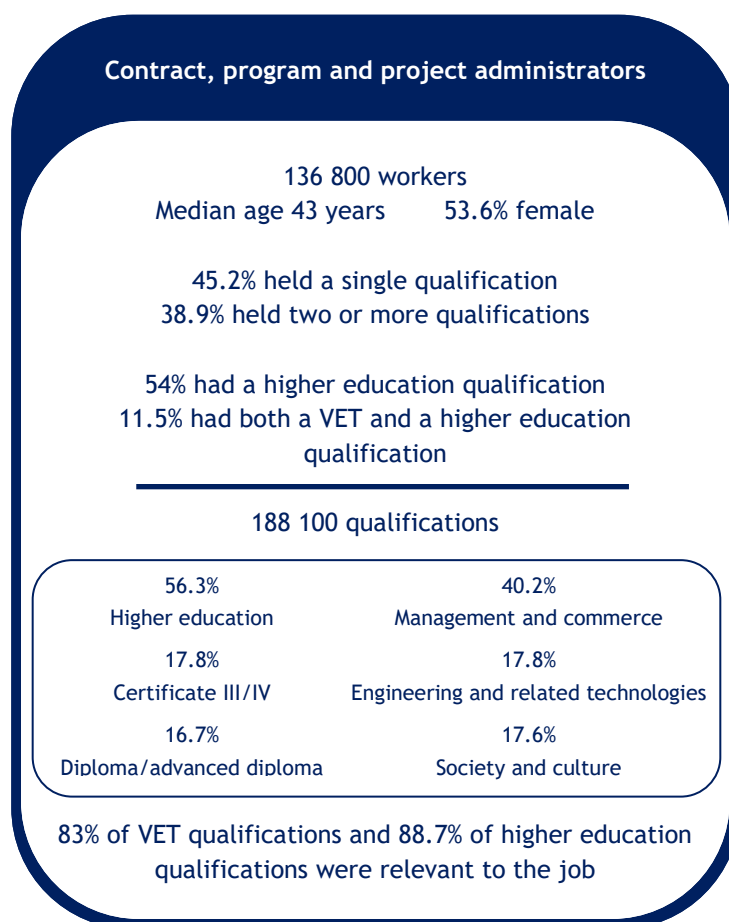 Contract, program and project administrators
136 800 workers
Median age 43 years 53.6% female
45.2% held a single qualification
38.9% held two or more qualifications
54% had a higher education qualification
11.5% had both a VET and a higher education
qualification
188 100 qualifications
56.3% 40.2%
Higher education Management and commerce
17.8% 17.8%
Certificate III/IV Engineering and related technologies
16.7% 17.6%
Diploma/advanced diploma Society and culture
83% of VET qualifications and 88.7% of higher education
qualifications were relevant to the job